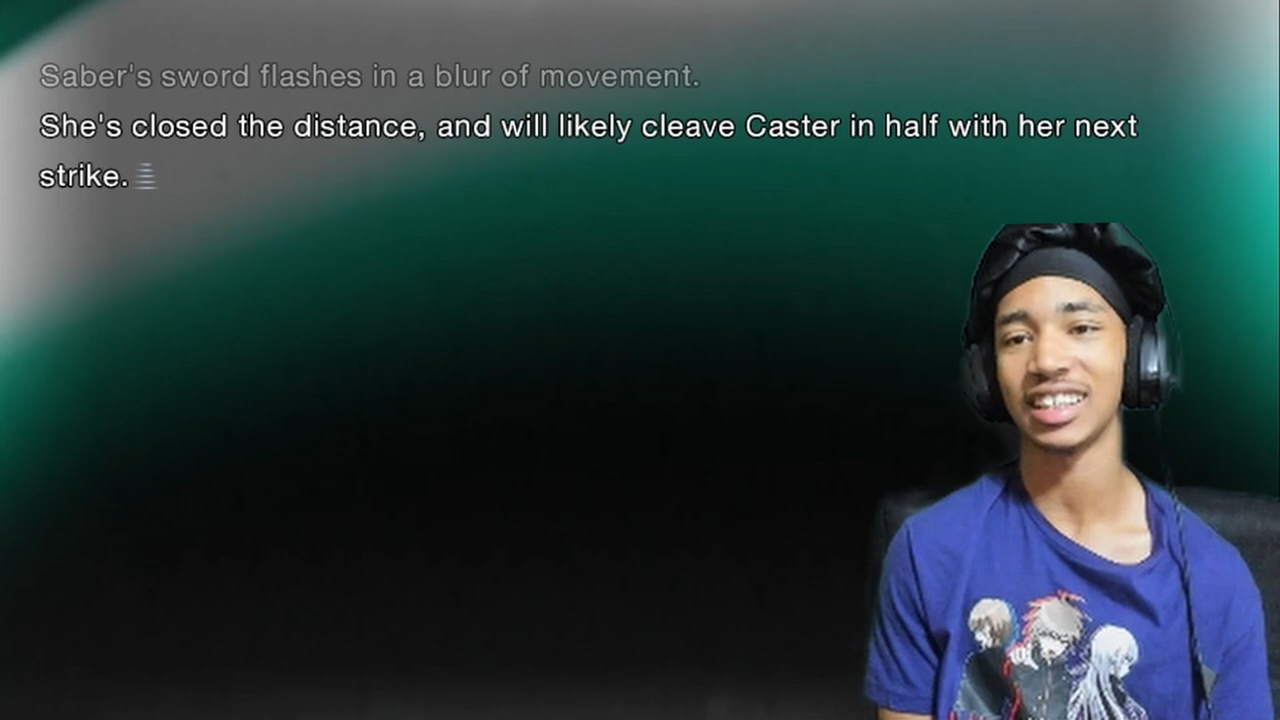 Saber's sword flashes in a blur of movement.
She's closed the distance, and will likely cleave Caster in half with her next
strike.